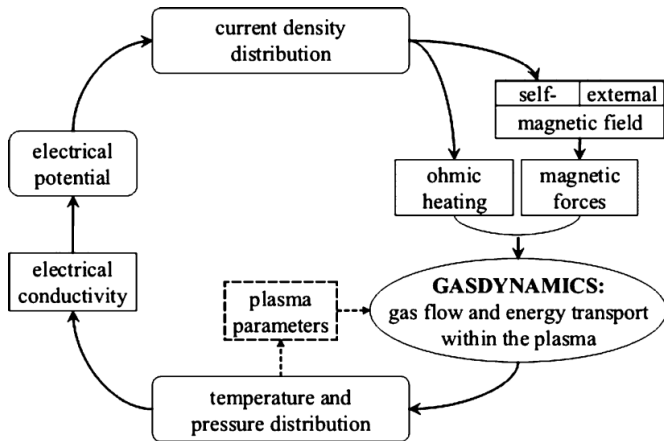 current density
distribution
self- external
magnetic field
electrical
potential
ohmic
heating
magnetic
forces
electrical
conductivity
plasma
parameters
GASDYNAMICS:
gas flow and energy transport
within the plasma
temperature and
pressure distribution